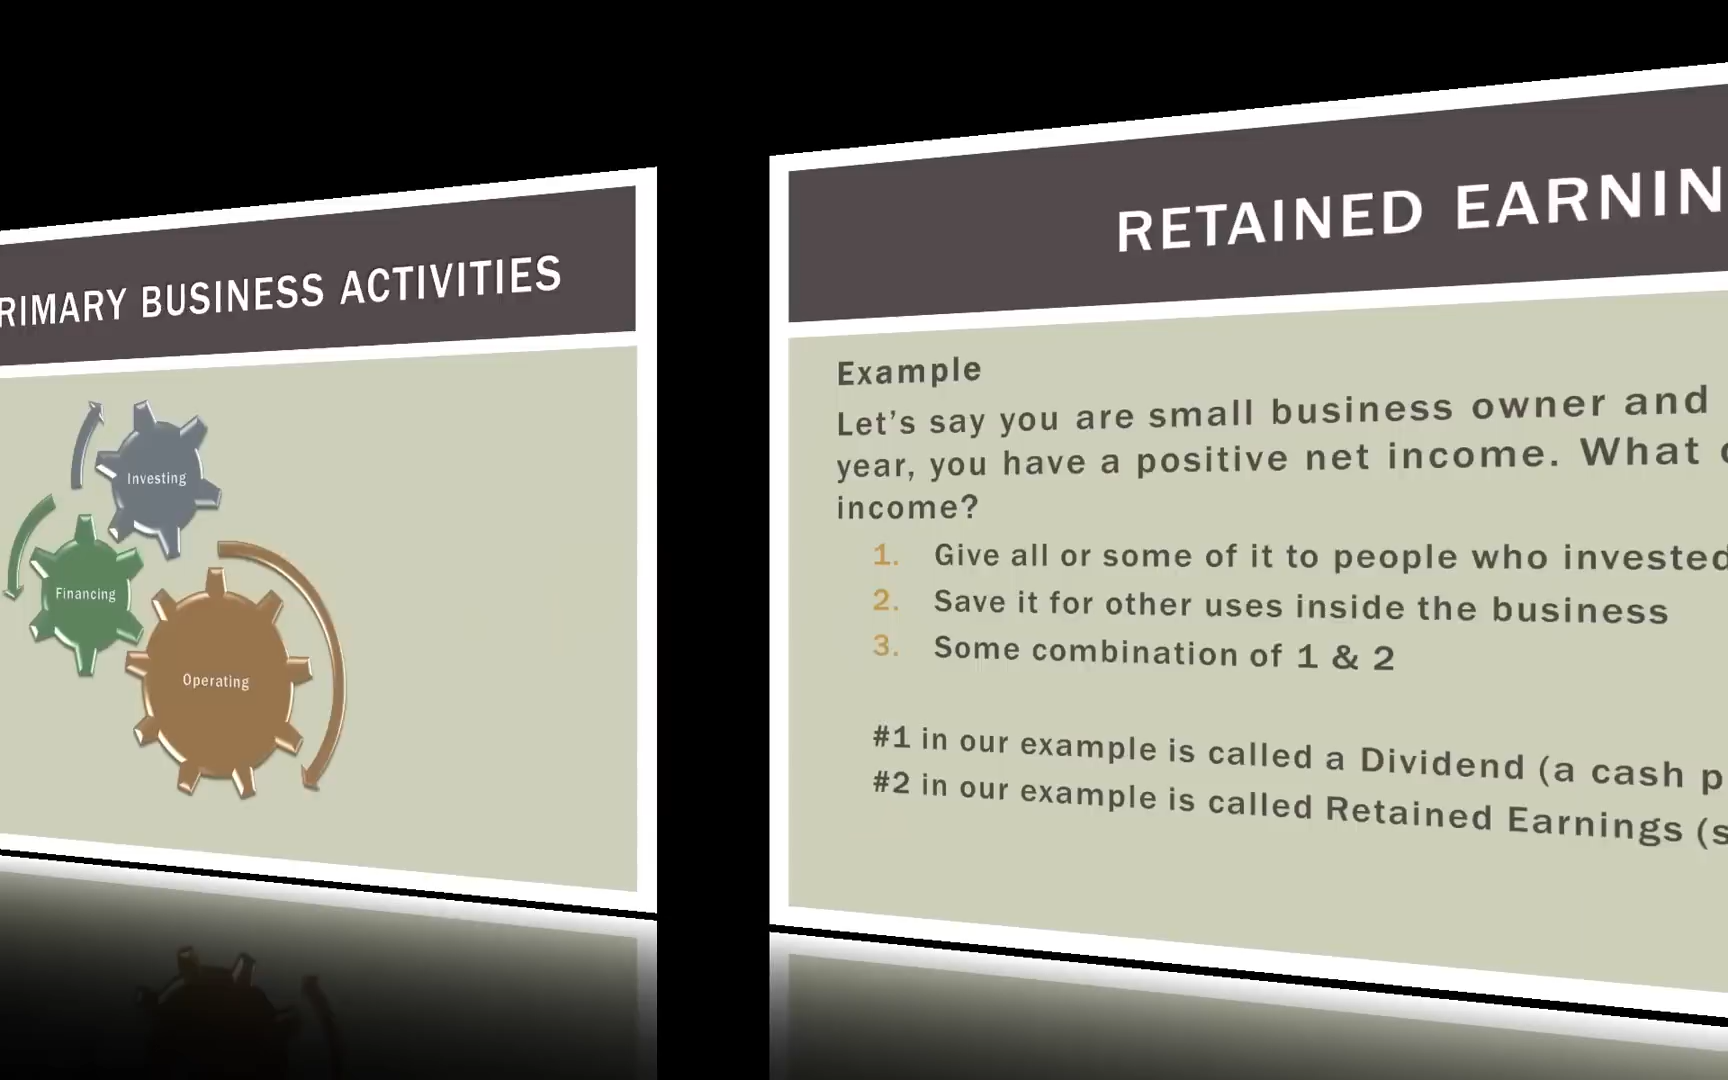 RIMARY BUSINESS ACTIVITIES
Investing
Financing
Operating
RETAINED EARNIN
Example
Let's say you are small business owner and
year, you have a positive net income. What
income?
1. Give all or some of it to people who invested
2. Save it for other uses inside the business
3. Some combination of 1 & 2
#1 in our example is called a Dividend (a cash p
#2 in our example is called Retained Earnings (s